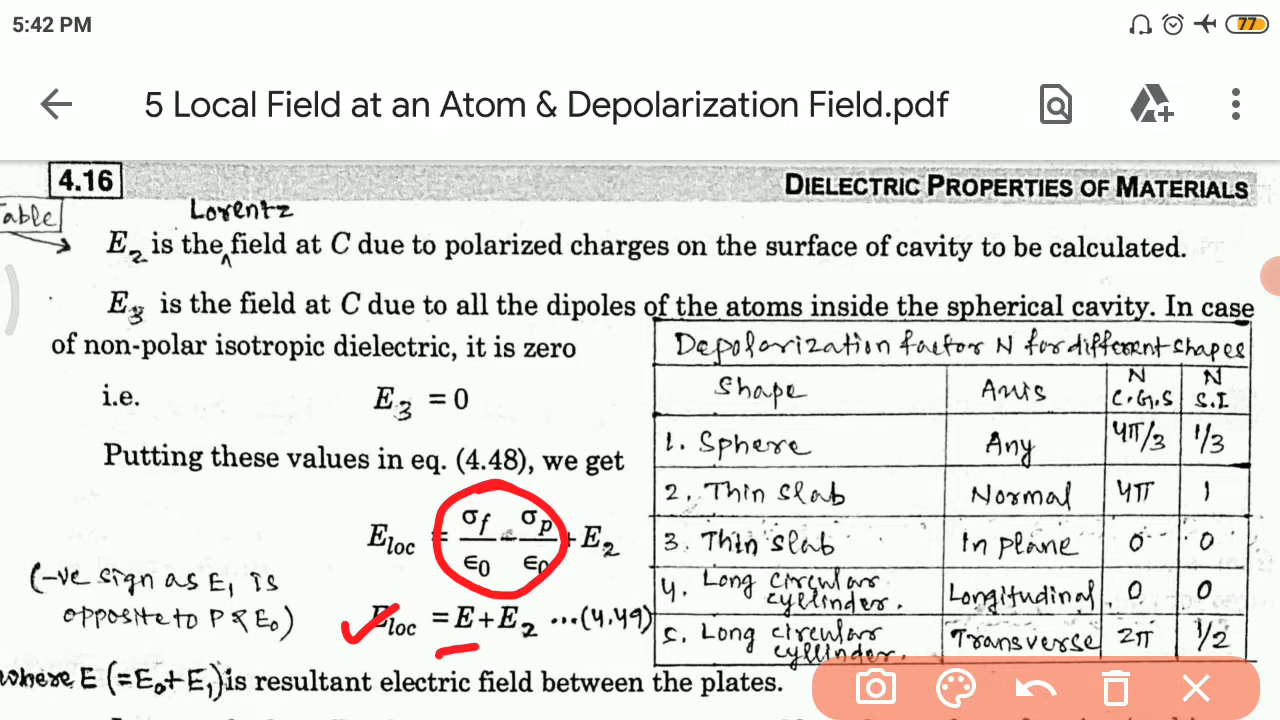 5:42 PM
77
5 Local Field at an Atom & Depolarization Field.pdf
4.16
DIELECTRIC PROPERTIES OF MATERIALS
Table
Lorentz
E₂ is the field at C due to polarized charges on the surface of cavity to be calculated.
E₃ is the field at C due to all the dipoles of the atoms inside the spherical cavity. In case
of non-polar isotropic dielectric, it is zero
i.e. E₃ = 0
Putting these values in eq. (4.48), we get
E_loc = σf/ϵ0 - σp/ϵ0 + E₂
(-ve sign as E₁ is
opposite to P & E₀)
E_loc = E + E₂ ...(4.49)
where E (=E₀+E₁) is resultant electric field between the plates.
Depolarization factor N for different shapes
Shape Axis N C.G.S N S.I
1. Sphere Any 4π/3 1/3
2. Thin slab Normal 4π 1
3. Thin slab In plane 0 0
4. Long circular cyllinder. Longitudinal 0 0
5. Long circular cyllinder. Transverse 2π 1/2